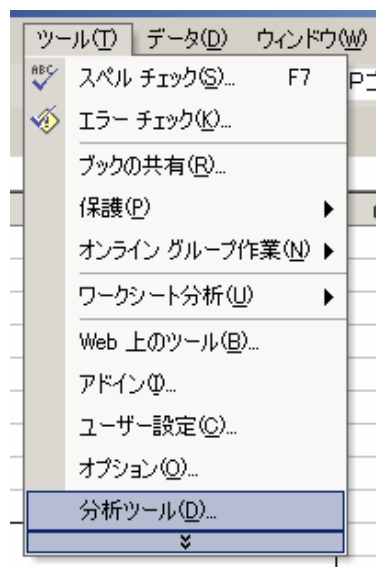 ツール(T) データ(D) ウィンドウ(W)
スペル チェック(S)... F7
エラー チェック(K)...
ブックの共有(R)...
保護(P)
オンライン グループ作業(N)
ワークシート分析(U)
Web 上のツール(B)...
アドイン(I)...
ユーザー設定(C)...
オプション(O)...
分析ツール(D)...